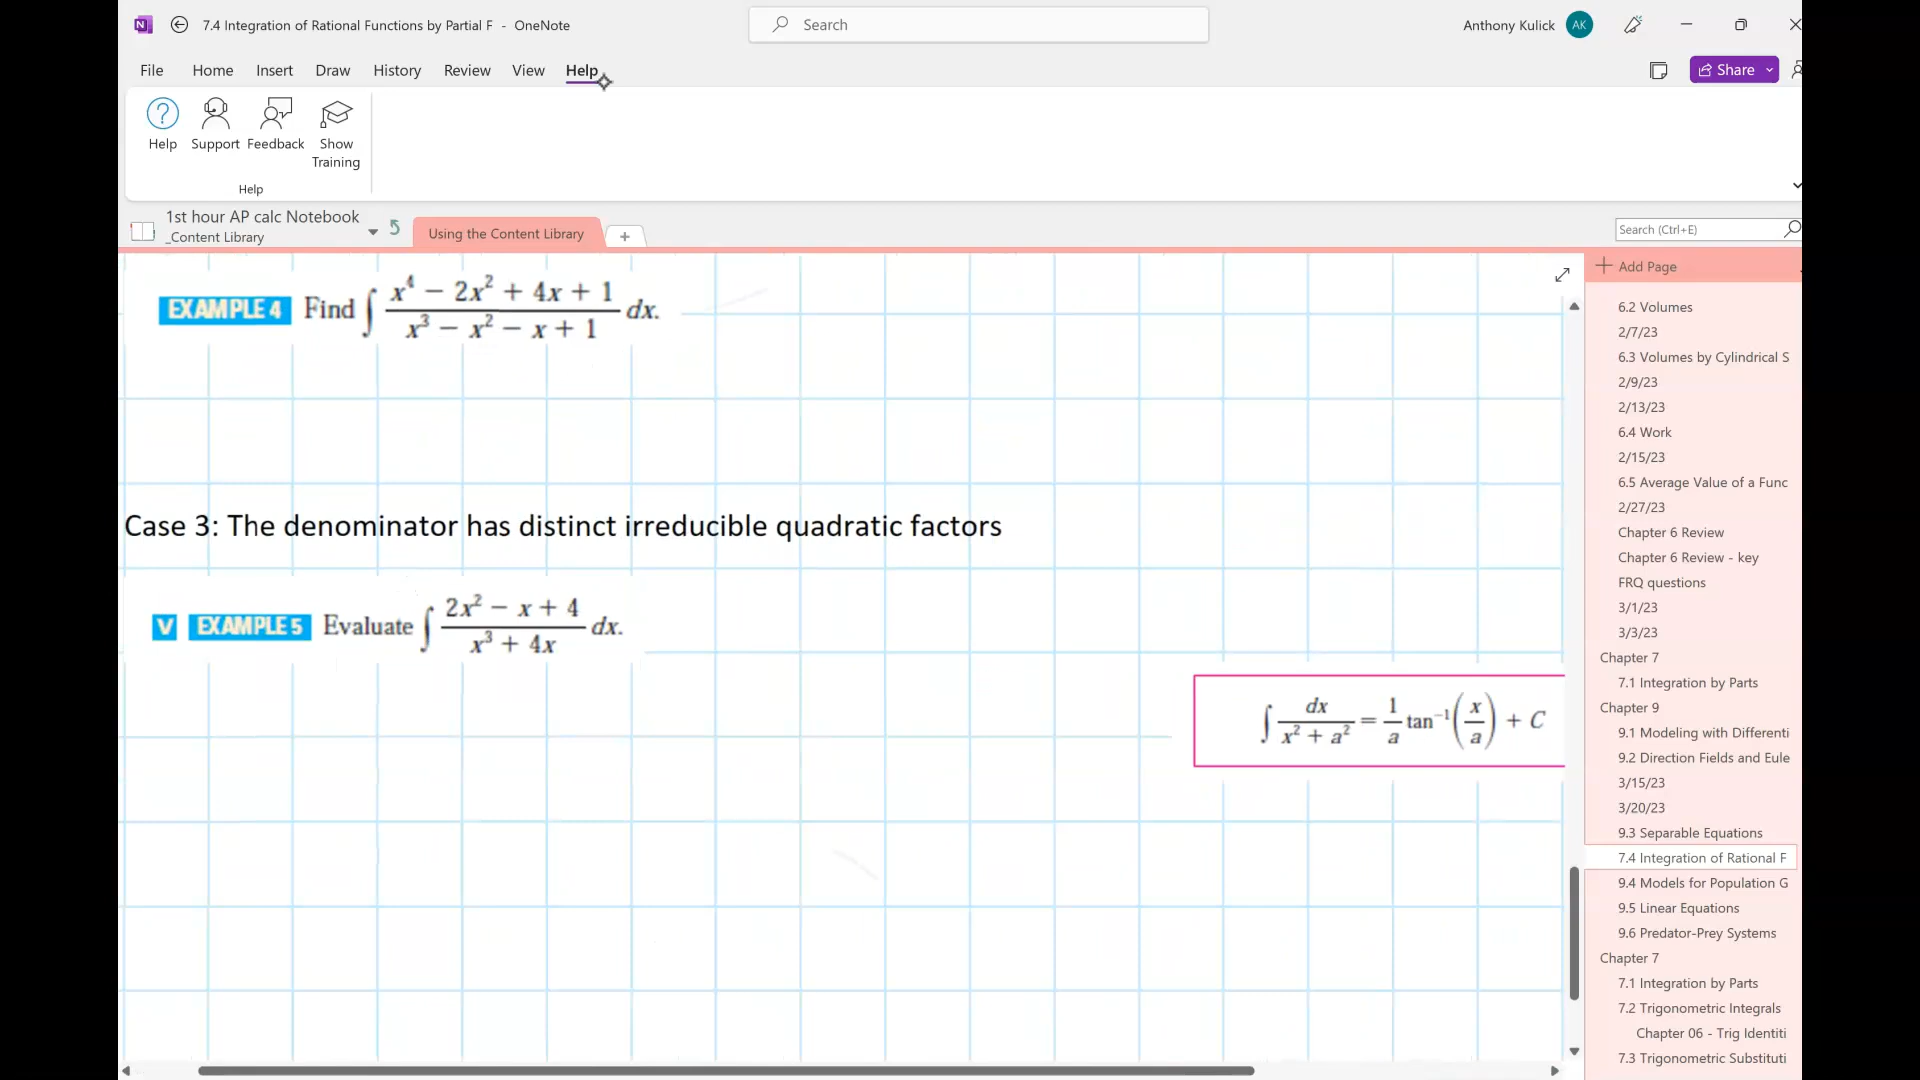 7.4 Integration of Rational Functions by Partial F - OneNote
Search
Anthony Kulick AK
File Home Insert Draw History Review View Help
Share
Help Support Feedback Show Training
Help
1st hour AP calc Notebook
_Content Library
Using the Content Library
+
Search (Ctrl+E)
Add Page
EXAMPLE 4 Find ∫ (x⁴ − 2x² + 4x + 1)/(x³ − x² − x + 1) dx.
Case 3: The denominator has distinct irreducible quadratic factors
V EXAMPLE 5 Evaluate ∫ (2x² − x + 4)/(x³ + 4x) dx.
∫ dx/(x² + a²) = 1/a tan⁻¹(x/a) + C
6.2 Volumes
2/7/23
6.3 Volumes by Cylindrical S
2/9/23
2/13/23
6.4 Work
2/15/23
6.5 Average Value of a Func
2/27/23
Chapter 6 Review
Chapter 6 Review - key
FRQ questions
3/1/23
3/3/23
Chapter 7
7.1 Integration by Parts
Chapter 9
9.1 Modeling with Differenti
9.2 Direction Fields and Eule
3/15/23
3/20/23
9.3 Separable Equations
7.4 Integration of Rational F
9.4 Models for Population G
9.5 Linear Equations
9.6 Predator-Prey Systems
Chapter 7
7.1 Integration by Parts
7.2 Trigonometric Integrals
Chapter 06 - Trig Identiti
7.3 Trigonometric Substituti